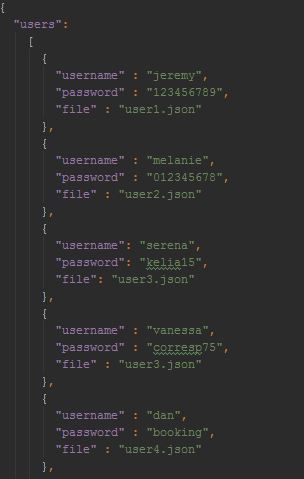 {
"users":
[
{
"username" : "jeremy",
"password" : "123456789",
"file" : "user1.json"
},
{
"username" : "melanie",
"password" : "012345678",
"file" : "user2.json"
},
{
"username": "serena",
"password": "kelia15",
"file": "user3.json"
},
{
"username" : "vanessa",
"password" : "corresp75",
"file" : "user3.json"
},
{
"username" : "dan",
"password" : "booking",
"file" : "user4.json"
},